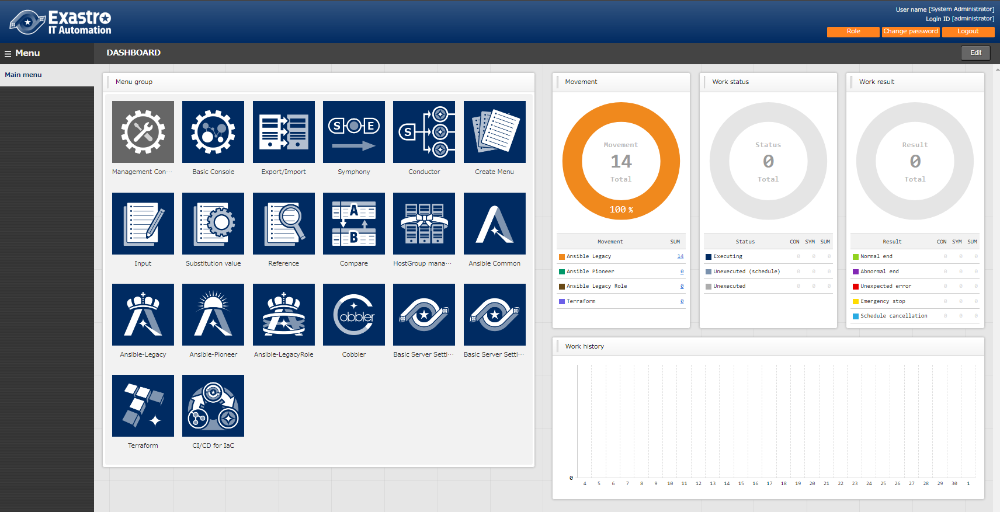 Exastro
IT Automation
User name [System Administrator]
Login ID [administrator]
Role
Change password
Logout
Menu
DASHBOARD
Edit
Main menu
Menu group
Management Con···
Basic Console
Export/Import
S E
Symphony
S
Conductor
Create Menu
Input
Substitution value
Reference
A
B
Compare
HostGroup mana···
Ansible Common
Ansible-Legacy
Ansible-Pioneer
Ansible-LegacyRole
Cobbler
Cobbler
Basic Server Setti···
Basic Server Setti···
Terraform
CI/CD for IaC
Movement
Movement
14
Total
100 %
Movement SUM
Ansible Legacy 14
Ansible Pioneer 0
Ansible Legacy Role 0
Terraform 0
Work status
Status
0
Total
Status CON SYM SUM
Executing 0 0 0
Unexecuted (schedule) 0 0 0
Unexecuted 0 0 0
Work result
Result
0
Total
Result CON SYM SUM
Normal end 0 0 0
Abnormal end 0 0 0
Unexpected error 0 0 0
Emergency stop 0 0 0
Schedule cancellation 0 0 0
Work history
0
4 5 6 7 8 9 10 11 12 13 14 15 16 17 18 19 20 21 22 23 24 25 26 27 28 29 30 1